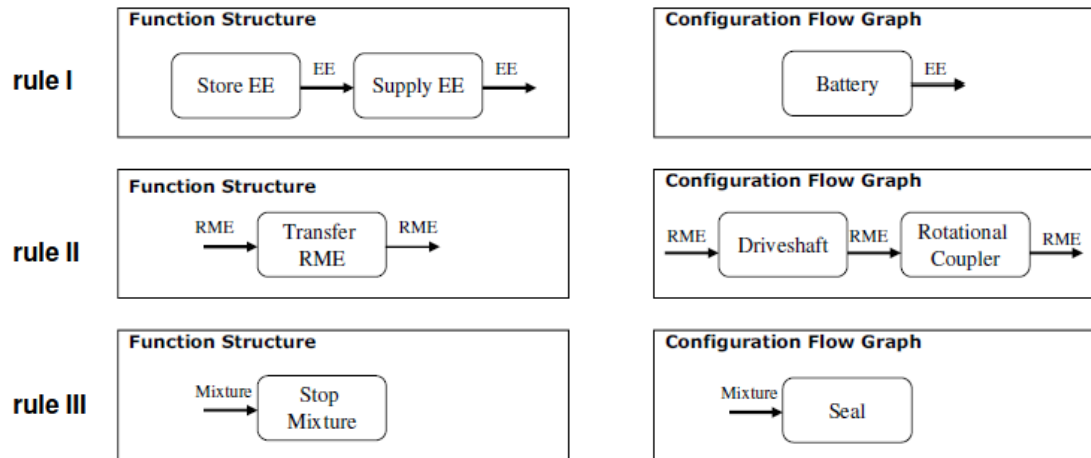 Function Structure
Configuration Flow Graph
rule I
Store EE
EE
Supply EE
EE
Battery
EE
Function Structure
Configuration Flow Graph
rule II
RME
Transfer
RME
RME
RME
Driveshaft
RME
Rotational
Coupler
RME
Function Structure
Configuration Flow Graph
rule III
Mixture
Stop
Mixture
Mixture
Seal